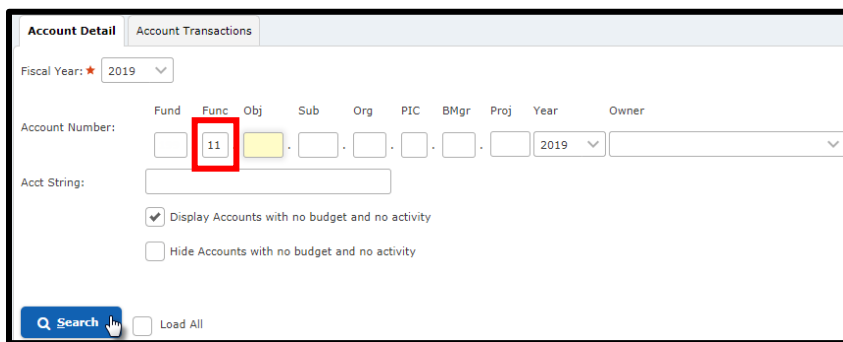 Account Detail Account Transactions
Fiscal Year: ★ 2019
Fund Func Obj Sub Org PIC BMgr Proj Year Owner
Account Number: 11 . . . . . . 2019
Acct String:
Display Accounts with no budget and no activity
Hide Accounts with no budget and no activity
Search Load All